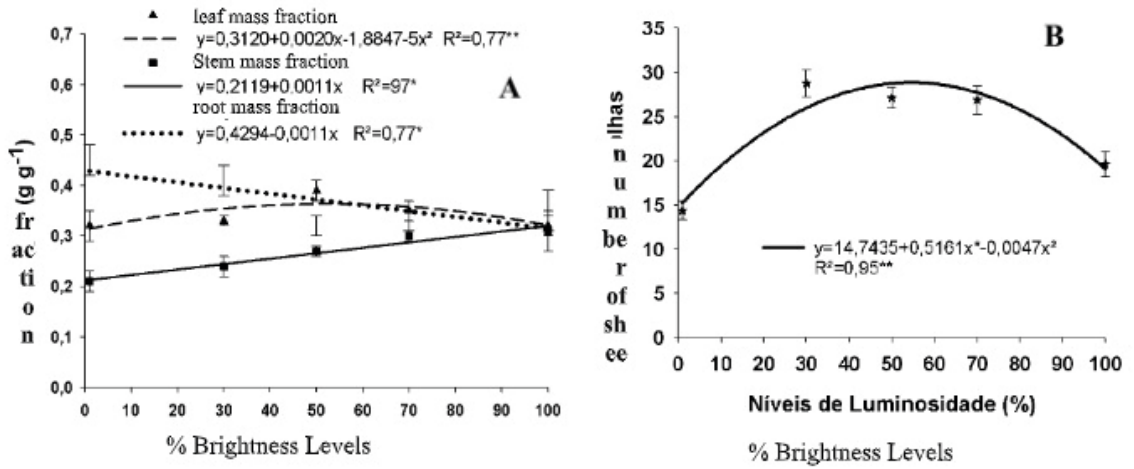 leaf mass fraction
y=0,3120+0,0020x-1,8847-5x² R²=0,77**
Stem mass fraction
y=0,2119+0,0011x R²=97*
root mass fraction
y=0,4294-0,0011x R²=0,77*
A
0,7
0,6
0,5
0,4
0,3
0,2
0,1
0,0
fr
ac
ti
o
n
(g g⁻¹)
0 10 20 30 40 50 60 70 80 90 100
% Brightness Levels
B
35
30
25
20
15
10
5
0
lhas
n
u
m
be
r
of
she
ee
y=14,7435+0,5161x*-0,0047x²
R²=0,95**
0 10 20 30 40 50 60 70 80 90 100
Níveis de Luminosidade (%)
% Brightness Levels